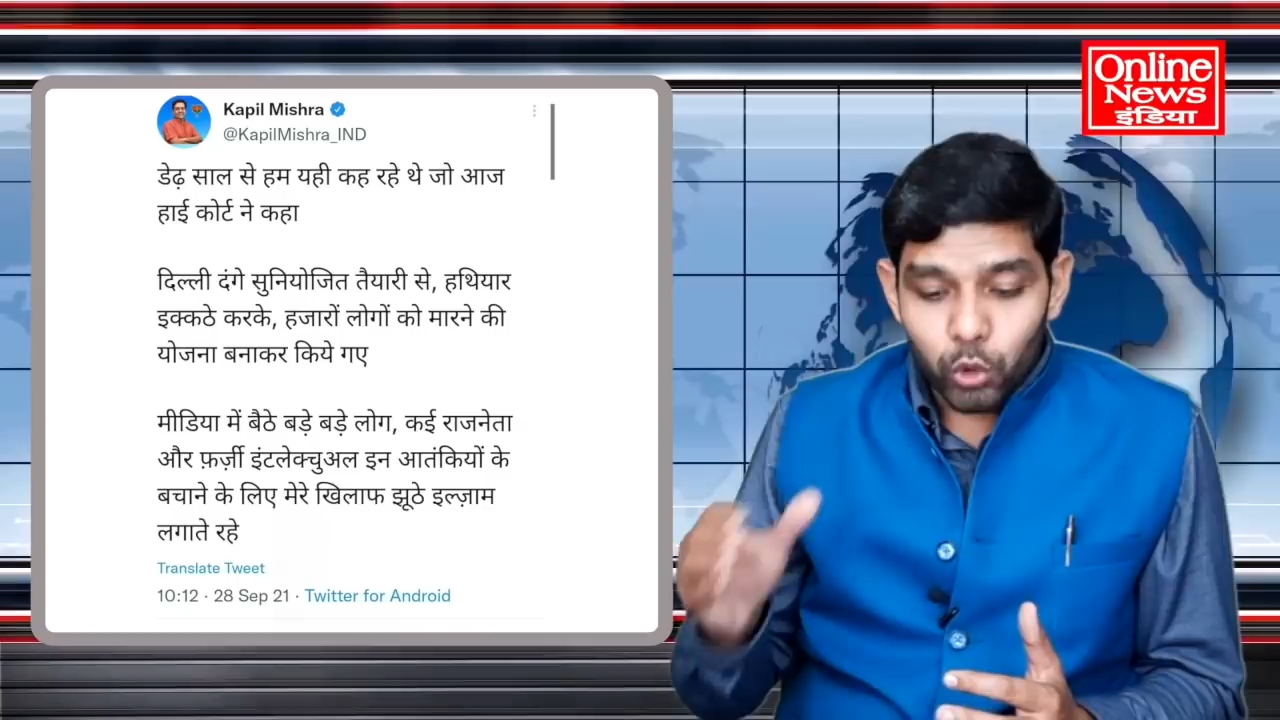 Online
News
इंडिया
Kapil Mishra
@KapilMishra_IND
डेढ़ साल से हम यही कह रहे थे जो आज
हाई कोर्ट ने कहा
दिल्ली दंगे सुनियोजित तैयारी से, हथियार
इक्कठे करके, हजारों लोगों को मारने की
योजना बनाकर किये गए
मीडिया में बैठे बड़े बड़े लोग, कई राजनेता
और फ़र्ज़ी इंटलेक्चुअल इन आतंकियों के
बचाने के लिए मेरे खिलाफ झूठे इल्ज़ाम
लगाते रहे
Translate Tweet
10:12 · 28 Sep 21 · Twitter for Android